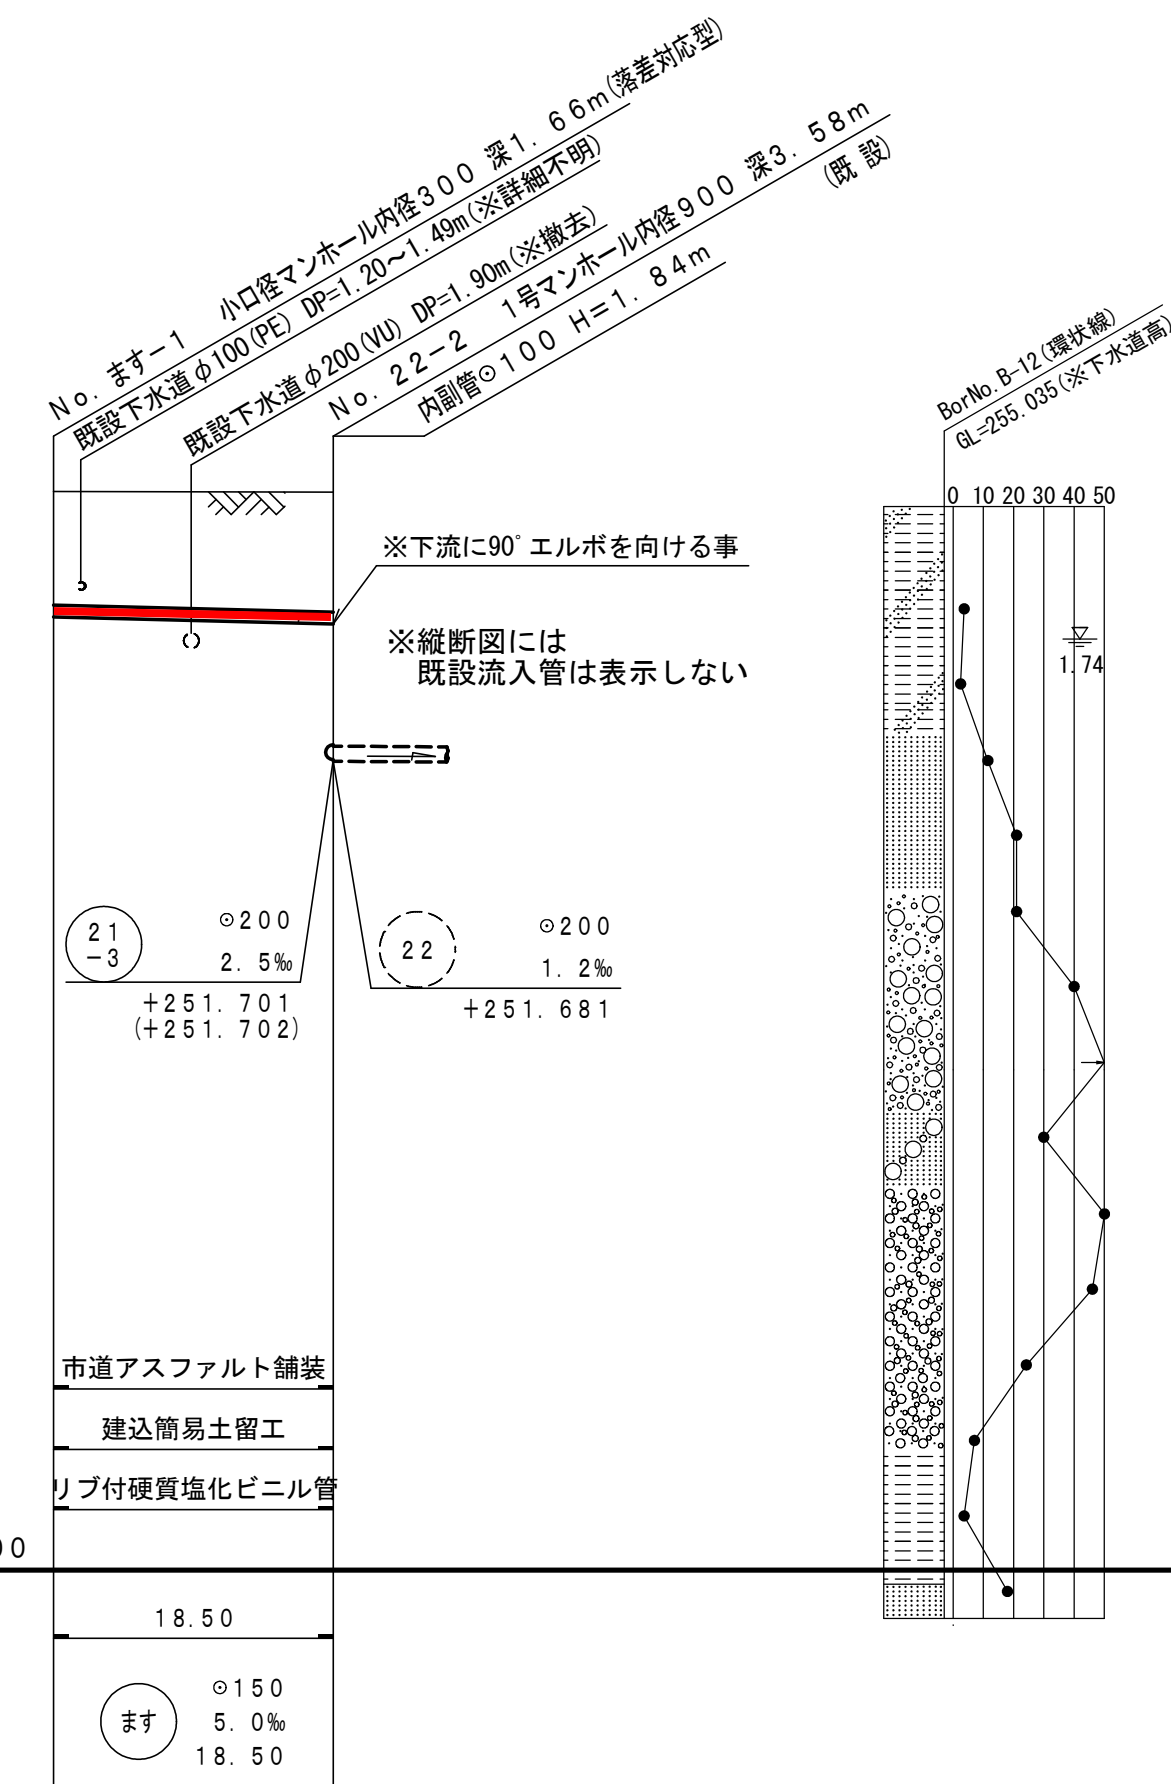 No. ますー1　小口径マンホール内径300 深1. 66m(落差対応型)
既設下水道φ100(PE) DP=1.20～1.49m(※詳細不明)
既設下水道φ200(VU) DP=1.90m(※撤去)
No. 22-2　1号マンホール内径900 深3. 58m
(既 設)
内副管⊙100 H=1. 84m
BorNo.B-12(環状線)
GL=255.035(※下水道高)
0 10 20 30 40 50
※下流に90°エルボを向ける事
※縦断図には
既設流入管は表示しない
1.74
21
-3
⊙200
2. 5‰
+251. 701
(+251. 702)
22
⊙200
1. 2‰
+251. 681
市道アスファルト舗装
建込簡易土留工
リブ付硬質塩化ビニル管
00
18.50
ます
⊙150
5. 0‰
18. 50